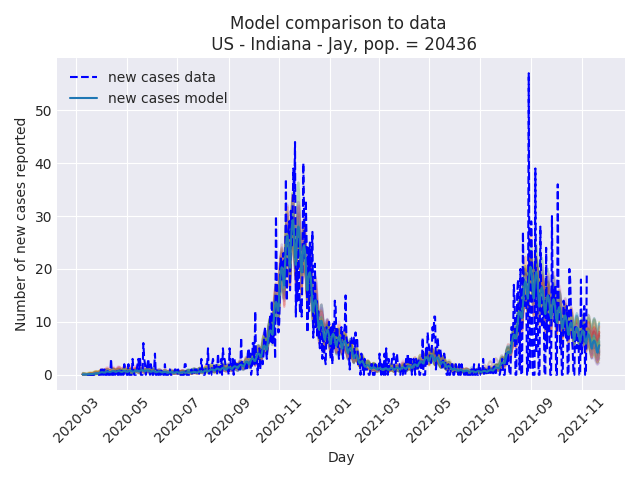 Model comparison to data
US - Indiana - Jay, pop. = 20436
new cases data
new cases model
Number of new cases reported
50
40
30
20
10
0
2020-03
2020-05
2020-07
2020-09
2020-11
2021-01
2021-03
2021-05
2021-07
2021-09
2021-11
Day